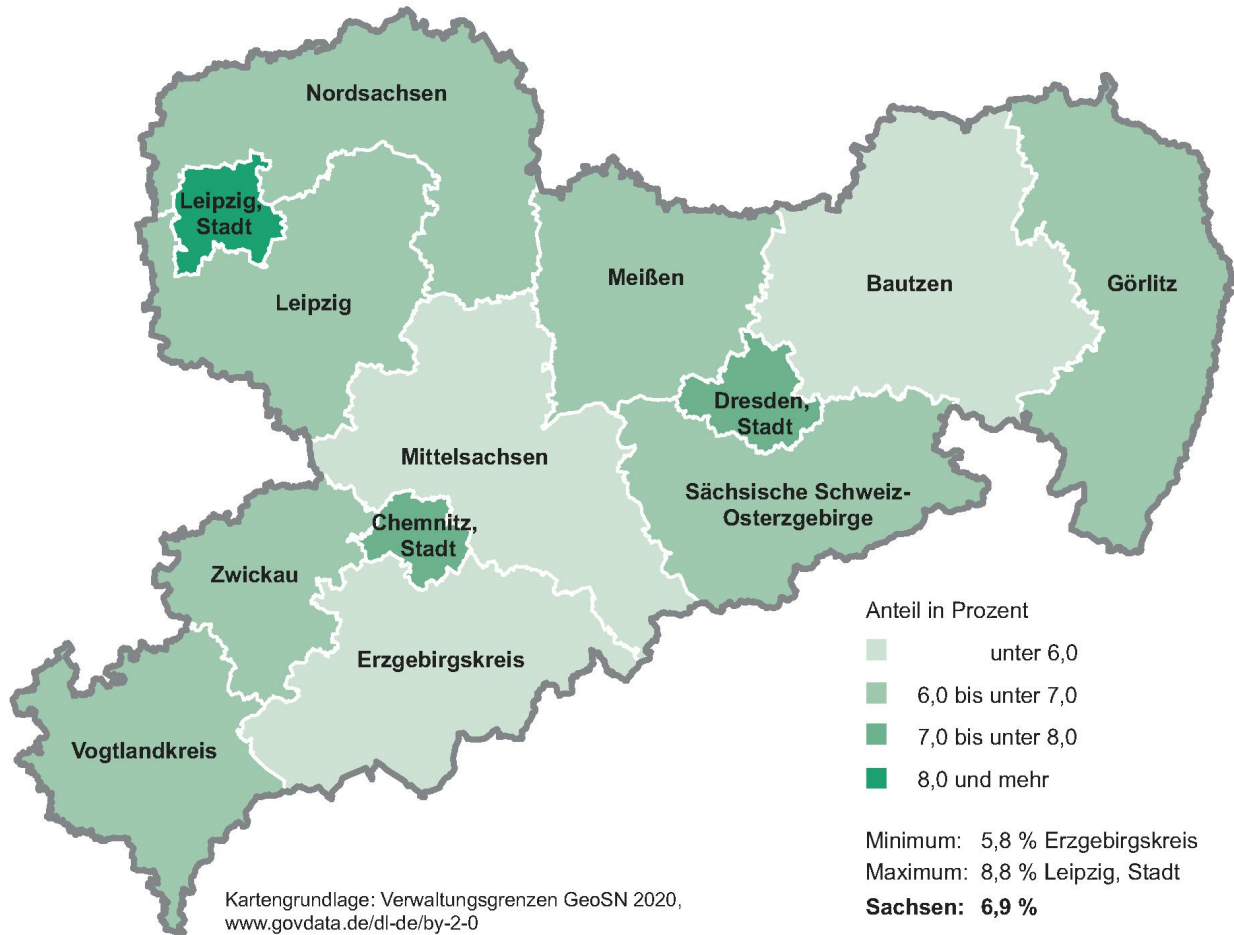 Nordsachsen
Leipzig,
Stadt
Leipzig
Meißen
Bautzen
Görlitz
Dresden,
Stadt
Mittelsachsen
Sächsische Schweiz-
Osterzgebirge
Chemnitz,
Stadt
Zwickau
Erzgebirgskreis
Vogtlandkreis
Anteil in Prozent
unter 6,0
6,0 bis unter 7,0
7,0 bis unter 8,0
8,0 und mehr
Minimum: 5,8 % Erzgebirgskreis
Maximum: 8,8 % Leipzig, Stadt
Sachsen: 6,9 %
Kartengrundlage: Verwaltungsgrenzen GeoSN 2020,
www.govdata.de/dl-de/by-2-0